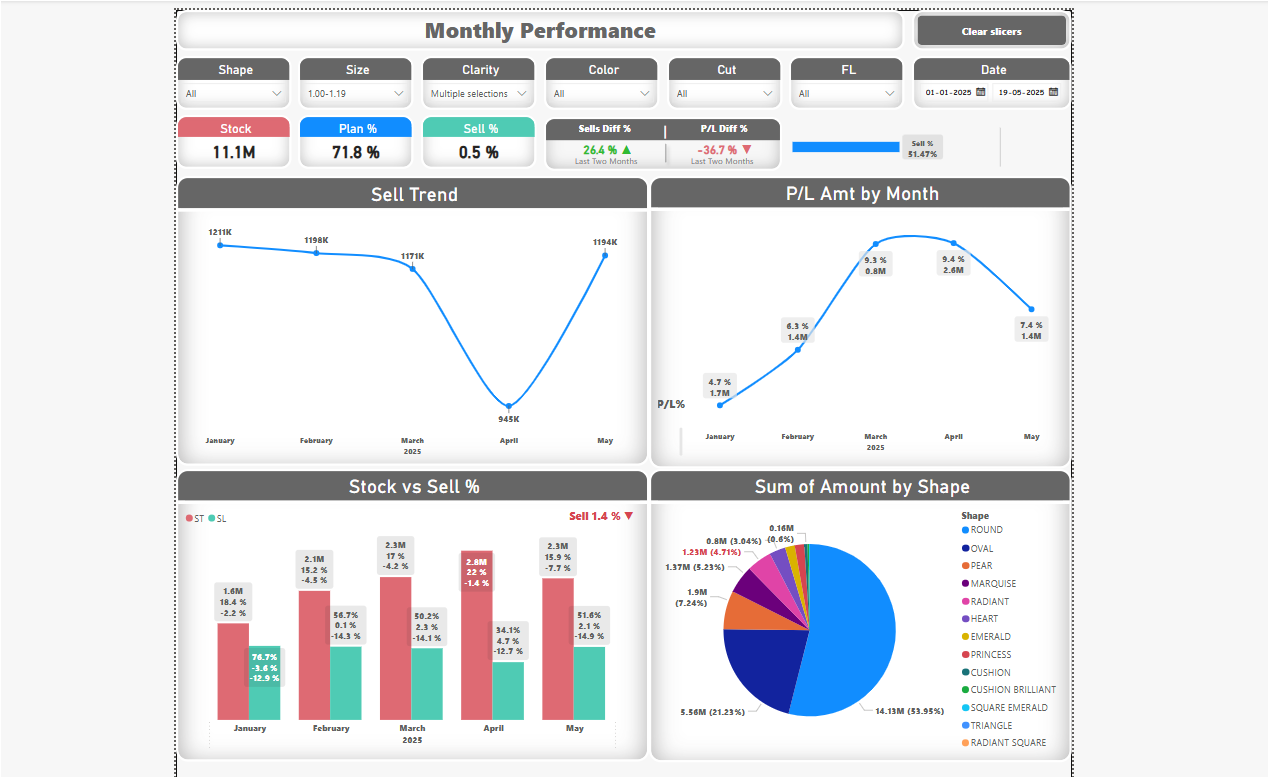 Monthly Performance
Clear slicers
Shape
Size
Clarity
Color
Cut
FL
Date
All
1.00-1.19
Multiple selections
All
All
All
01-01-2025
19-05-2025
Stock
11.1M
Plan %
71.8 %
Sell %
0.5 %
Sells Diff %
|
P/L Diff %
26.4 % ▲
Last Two Months
-36.7 % ▼
Last Two Months
Sell %
51.47%
Sell Trend
1211K
1198K
1171K
945K
1194K
January
February
March
April
May
2025
P/L Amt by Month
4.7 %
1.7M
6.3 %
1.4M
9.3 %
0.8M
9.4 %
2.6M
7.4 %
1.4M
P/L%
January
February
March
April
May
2025
Stock vs Sell %
ST
SL
Sell 1.4 % ▼
1.6M
18.4 %
-2.2 %
76.7%
-3.6 %
-12.9 %
2.1M
15.2 %
-4.5 %
56.7%
0.1 %
-14.3 %
2.3M
17 %
-4.2 %
50.2%
2.3 %
-14.1 %
2.8M
22 %
-1.4 %
34.1%
4.7 %
-12.7 %
2.3M
15.9 %
-7.7 %
51.6%
2.1 %
-14.9 %
January
February
March
April
May
2025
Sum of Amount by Shape
0.16M
(0.6%)
0.8M (3.04%)
1.23M (4.71%)
1.37M (5.23%)
1.9M
(7.24%)
5.56M (21.23%)
14.13M (53.95%)
Shape
ROUND
OVAL
PEAR
MARQUISE
RADIANT
HEART
EMERALD
PRINCESS
CUSHION
CUSHION BRILLIANT
SQUARE EMERALD
TRIANGLE
RADIANT SQUARE